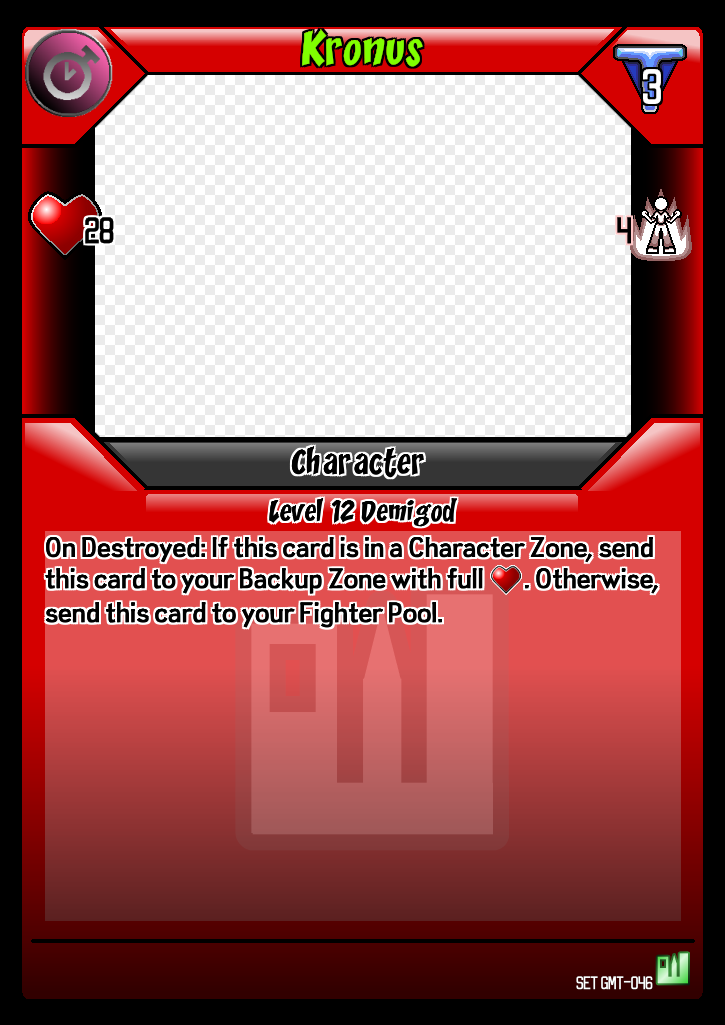 Kronus
3
28
4
Character
Level 12 Demigod
On Destroyed: If this card is in a Character Zone, send
this card to your Backup Zone with full . Otherwise,
send this card to your Fighter Pool.
SET GMT-046